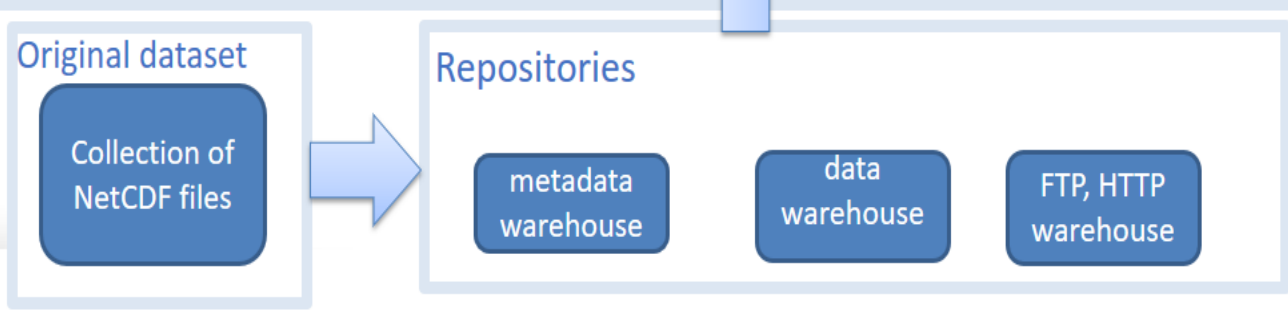 Original dataset
Collection of
NetCDF files
Repositories
metadata
warehouse
data
warehouse
FTP, HTTP
warehouse